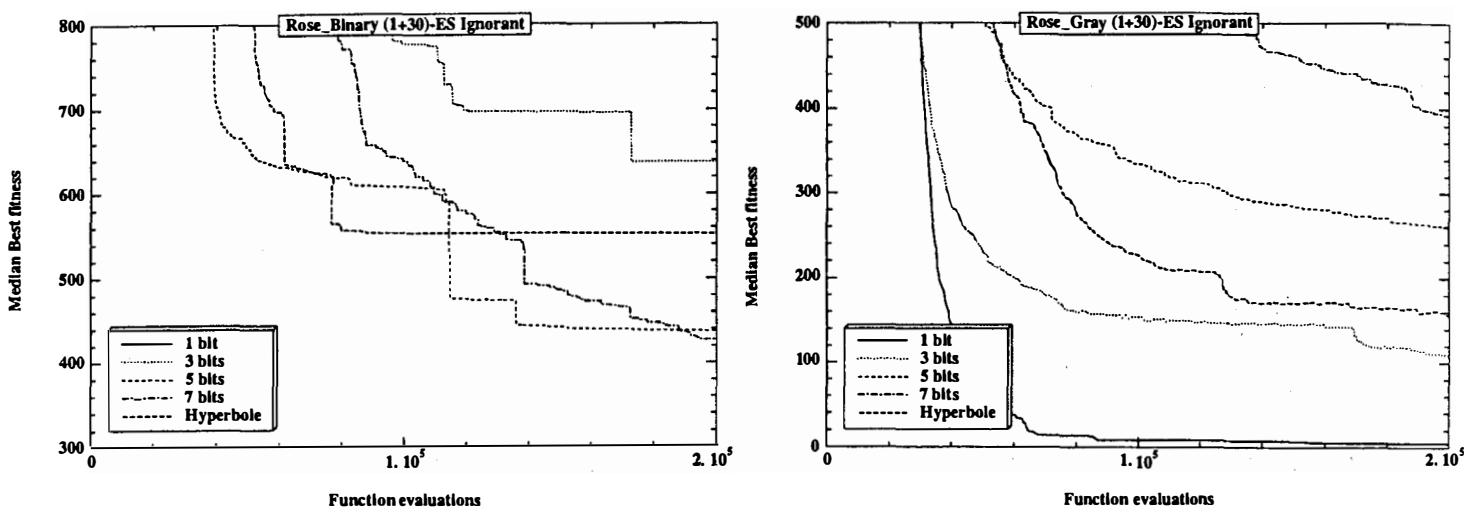 Rose_Binary (1+30)-ES Ignorant
800
700
600
500
400
300
Median Best fitness
1 bit
3 bits
5 bits
7 bits
Hyperbole
0
1. 10^5
2. 10^5
Function evaluations
Rose_Gray (1+30)-ES Ignorant
500
400
300
200
100
0
Median Best fitness
1 bit
3 bits
5 bits
7 bits
Hyperbole
0
1. 10^5
2. 10^5
Function evaluations